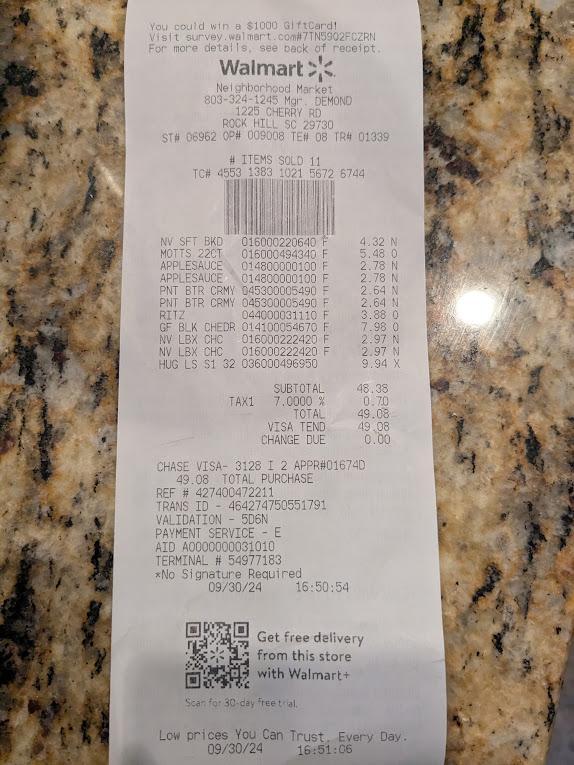 You could win a $1000 GiftCard!
Visit survey.walmart.com#7TN59Q2FCZRN
For more details, see back of receipt.
Walmart
Neighborhood Market
803-324-1245 Mgr. DEMOND
1225 CHERRY RD
ROCK HILL SC 29730
ST# 06962 OP# 009008 TE# 08 TR# 01339
# ITEMS SOLD 11
TC# 4553 1383 1021 5672 6744
NV SFT BKD 016000220640 F 4.32 N
MOTTS 22CT 016000494340 F 5.48 O
APPLESAUCE 014800000100 F 2.78 N
APPLESAUCE 014800000100 F 2.78 N
PNT BTR CRMY 045300005490 F 2.64 N
PNT BTR CRMY 045300005490 F 2.64 N
RITZ 044000031110 F 3.88 O
GF BLK CHEDR 014100054670 F 7.98 O
NV LBX CHC 016000222420 F 2.97 N
NV LBX CHC 016000222420 F 2.97 N
HUG LS S1 32 036000496950 9.94 X
SUBTOTAL 48.38
TAX1 7.0000 % 0.70
TOTAL 49.08
VISA TEND 49.08
CHANGE DUE 0.00
CHASE VISA- 3128 I 2 APPR#01674D
49.08 TOTAL PURCHASE
REF # 427400472211
TRANS ID - 464274750551791
VALIDATION - 5D6N
PAYMENT SERVICE - E
AID A0000000031010
TERMINAL # 54977183
*No Signature Required
09/30/24 16:50:54
Get free delivery
from this store
with Walmart+
Scan for 30-day free trial.
Low prices You Can Trust. Every Day.
09/30/24 16:51:06